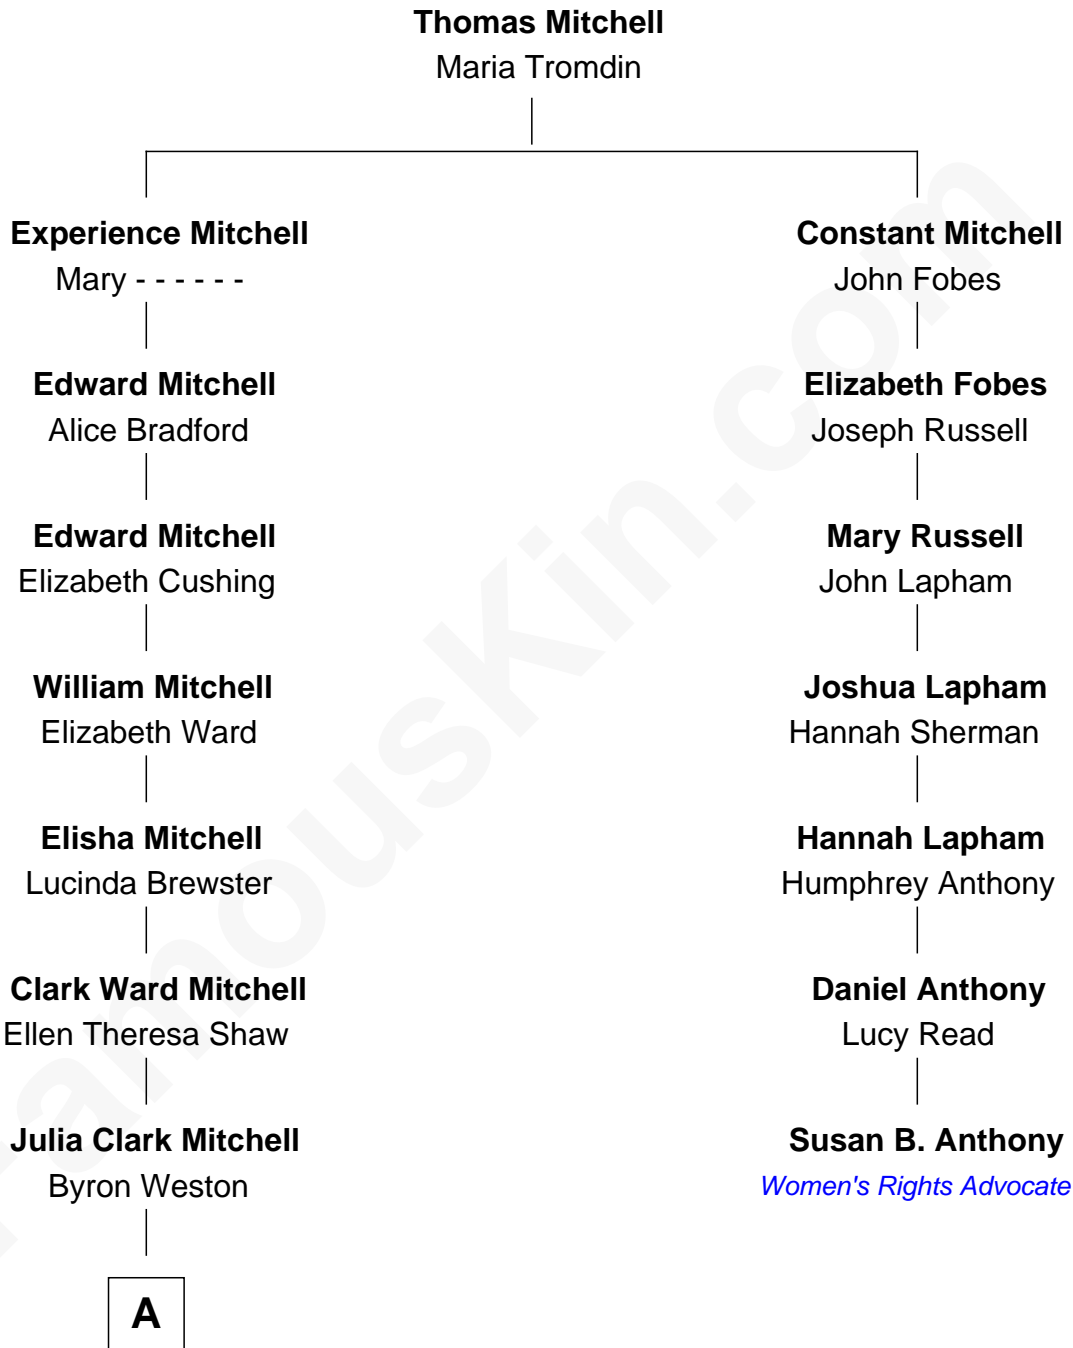 Thomas Mitchell
Maria Tromdin
Experience Mitchell
Mary - - - - - -
Constant Mitchell
John Fobes
Edward Mitchell
Alice Bradford
Elizabeth Fobes
Joseph Russell
Edward Mitchell
Elizabeth Cushing
Mary Russell
John Lapham
William Mitchell
Elizabeth Ward
Joshua Lapham
Hannah Sherman
Elisha Mitchell
Lucinda Brewster
Hannah Lapham
Humphrey Anthony
Clark Ward Mitchell
Ellen Theresa Shaw
Daniel Anthony
Lucy Read
Julia Clark Mitchell
Byron Weston
Susan B. Anthony
Women's Rights Advocate
A
FamousKin.com